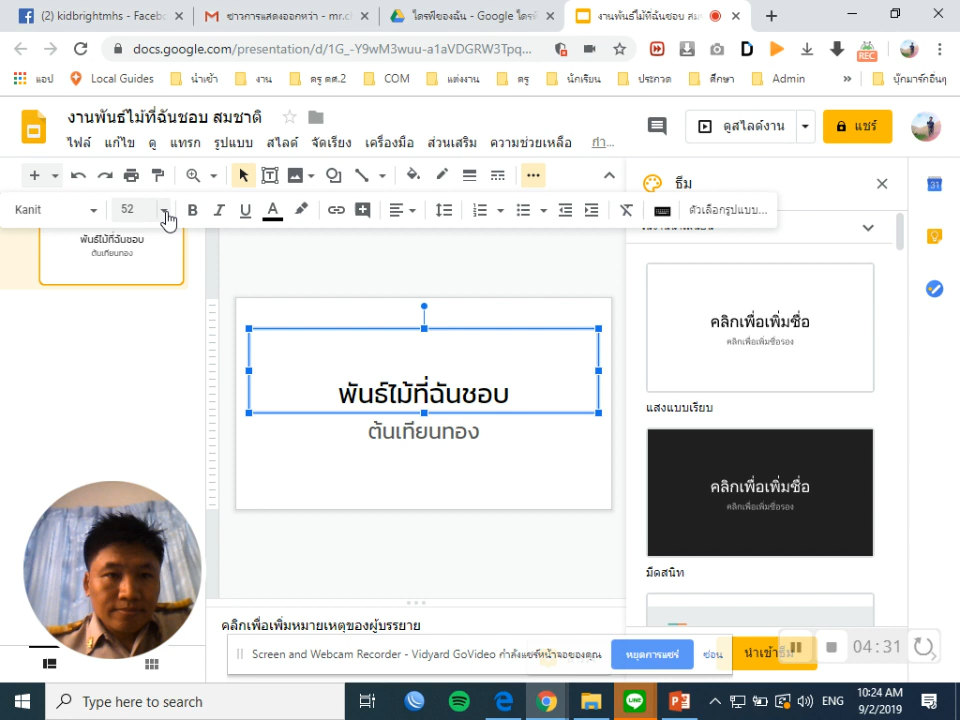 (2) kidbrightmhs - Facebo
ข่าวการแสดงออกหว่า - mr.c
ไดรฟ์ของฉัน - Google ไดรฟ์
งานพันธ์ไม้ที่ฉันชอบ สม
docs.google.com/presentation/d/1G_-Y9wM3wuu-a1aVDGRW3Tpq...
REC
แอป
Local Guides
นำเข้า
งาน
ครู ตศ.2
COM
แต่งงาน
ครู
นักเรียน
ประกวด
ศึกษา
Admin
»
บุ๊กมาร์กอื่นๆ
งานพันธ์ไม้ที่ฉันชอบ สมชาติ
ดูสไลด์งาน
แชร์
ไฟล์ แก้ไข ดู แทรก รูปแบบ สไลด์ จัดเรียง เครื่องมือ ส่วนเสริม ความช่วยเหลือ
ธีม
31
Kanit
52
B I U A
ตัวเลือกรูปแบบ...
พันธ์ไม้ที่ฉันชอบ
ต้นเทียนทอง
พันธ์ไม้ที่ฉันชอบ
ต้นเทียนทอง
คลิกเพื่อเพิ่มชื่อ
คลิกเพื่อเพิ่มชื่อรอง
แสงแบบเรียบ
คลิกเพื่อเพิ่มชื่อ
คลิกเพื่อเพิ่มชื่อรอง
มืดสนิท
คลิกเพื่อเพิ่มหมายเหตุของผู้บรรยาย
Screen and Webcam Recorder - Vidyard GoVideo กำลังแชร์หน้าจอของคุณ
หยุดการแชร์
ซ่อน
นำเข้าธีม
04:31
Type here to search
LINE
ENG
10:24 AM
9/2/2019